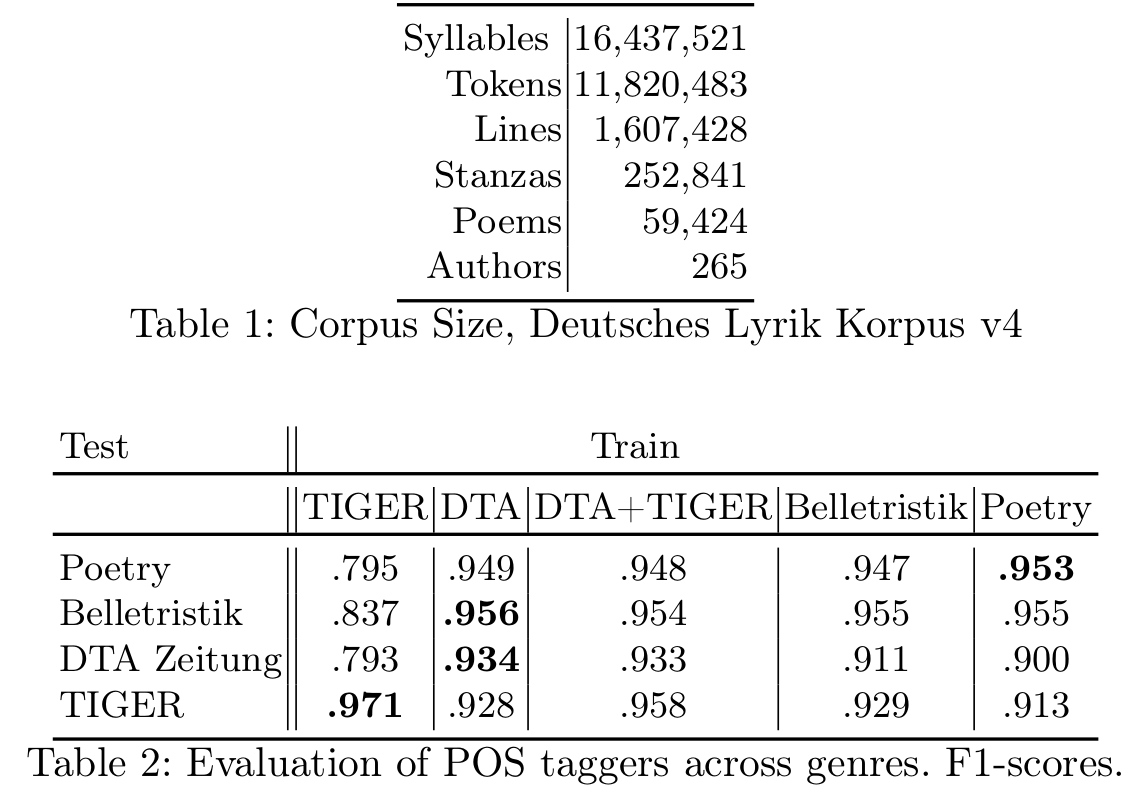 Syllables 16,437,521
Tokens 11,820,483
Lines 1,607,428
Stanzas 252,841
Poems 59,424
Authors 265
Table 1: Corpus Size, Deutsches Lyrik Korpus v4
Test Train
TIGER DTA DTA+TIGER Belletristik Poetry
Poetry .795 .949 .948 .947 .953
Belletristik .837 .956 .954 .955 .955
DTA Zeitung .793 .934 .933 .911 .900
TIGER .971 .928 .958 .929 .913
Table 2: Evaluation of POS taggers across genres. F1-scores.